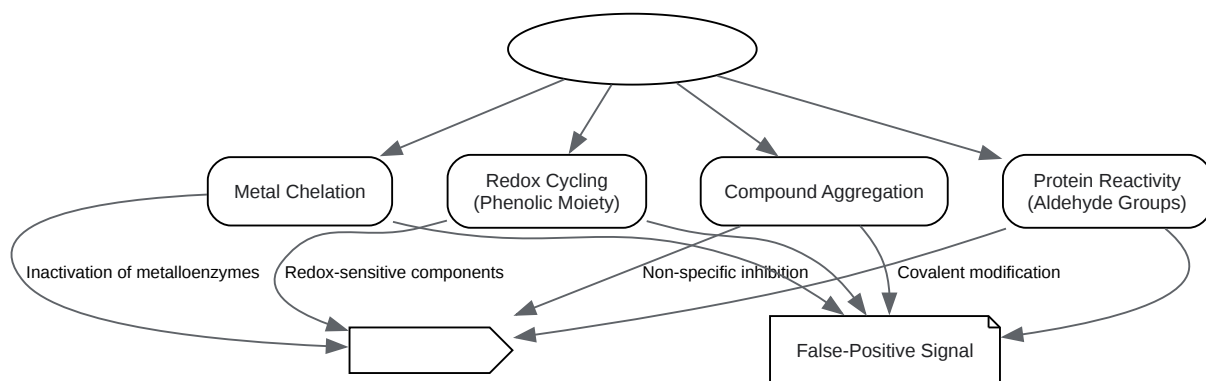 Metal Chelation
Redox Cycling
(Phenolic Moiety)
Compound Aggregation
Protein Reactivity
(Aldehyde Groups)
Inactivation of metalloenzymes
Redox-sensitive components
Non-specific inhibition
Covalent modification
False-Positive Signal